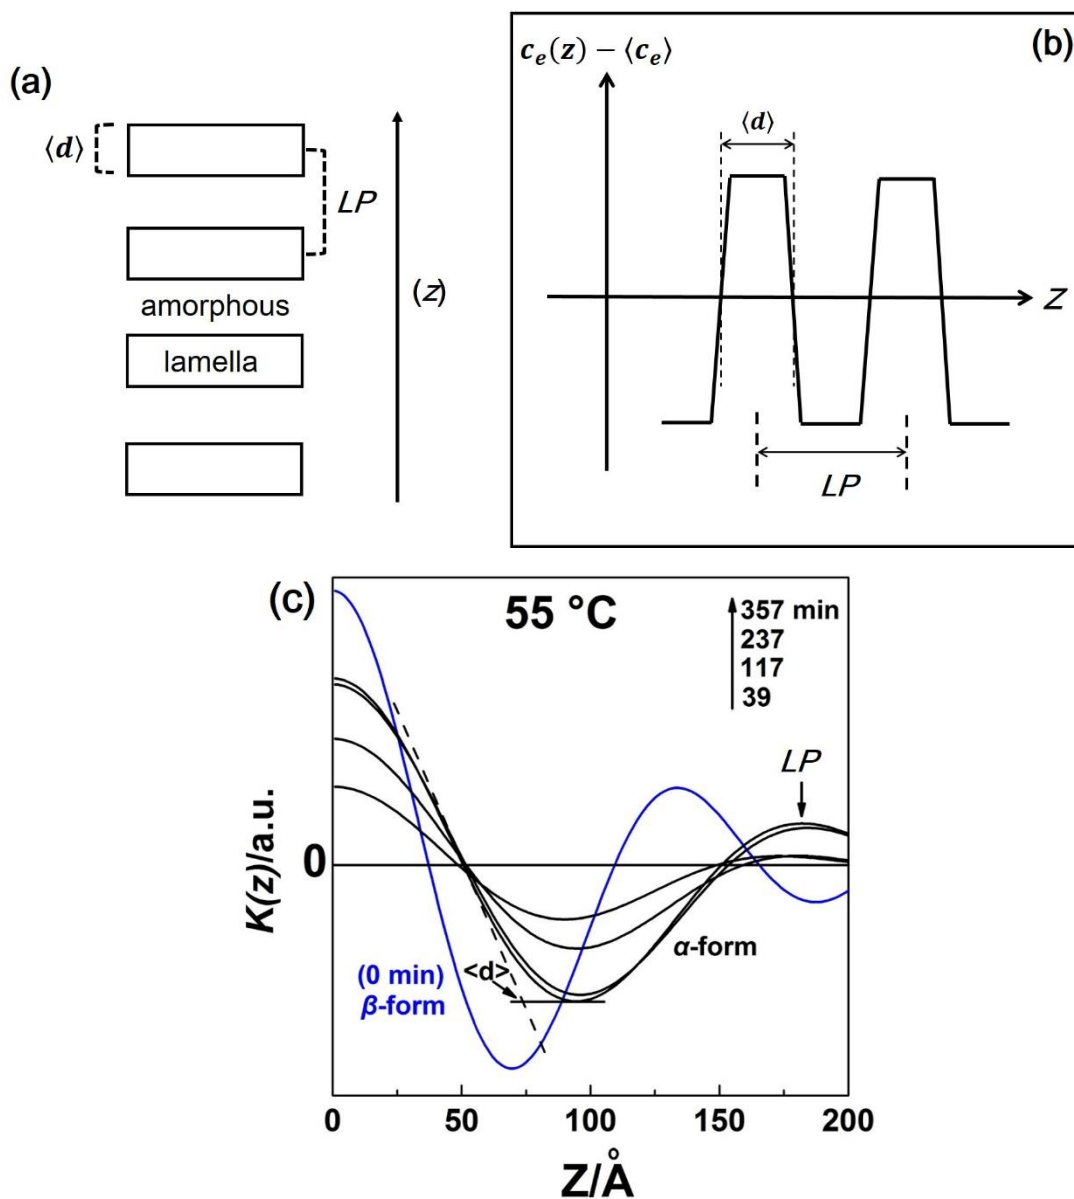 (a)
⟨d⟩
LP
amorphous
lamella
(z)
(b)
c_e(z) − ⟨c_e⟩
⟨d⟩
Z
LP
(c)
55 °C
357 min
237
117
39
LP
K(z)/a.u.
0
α-form
(0 min)
β-form
<d>
0 50 100 150 200
Z/Å